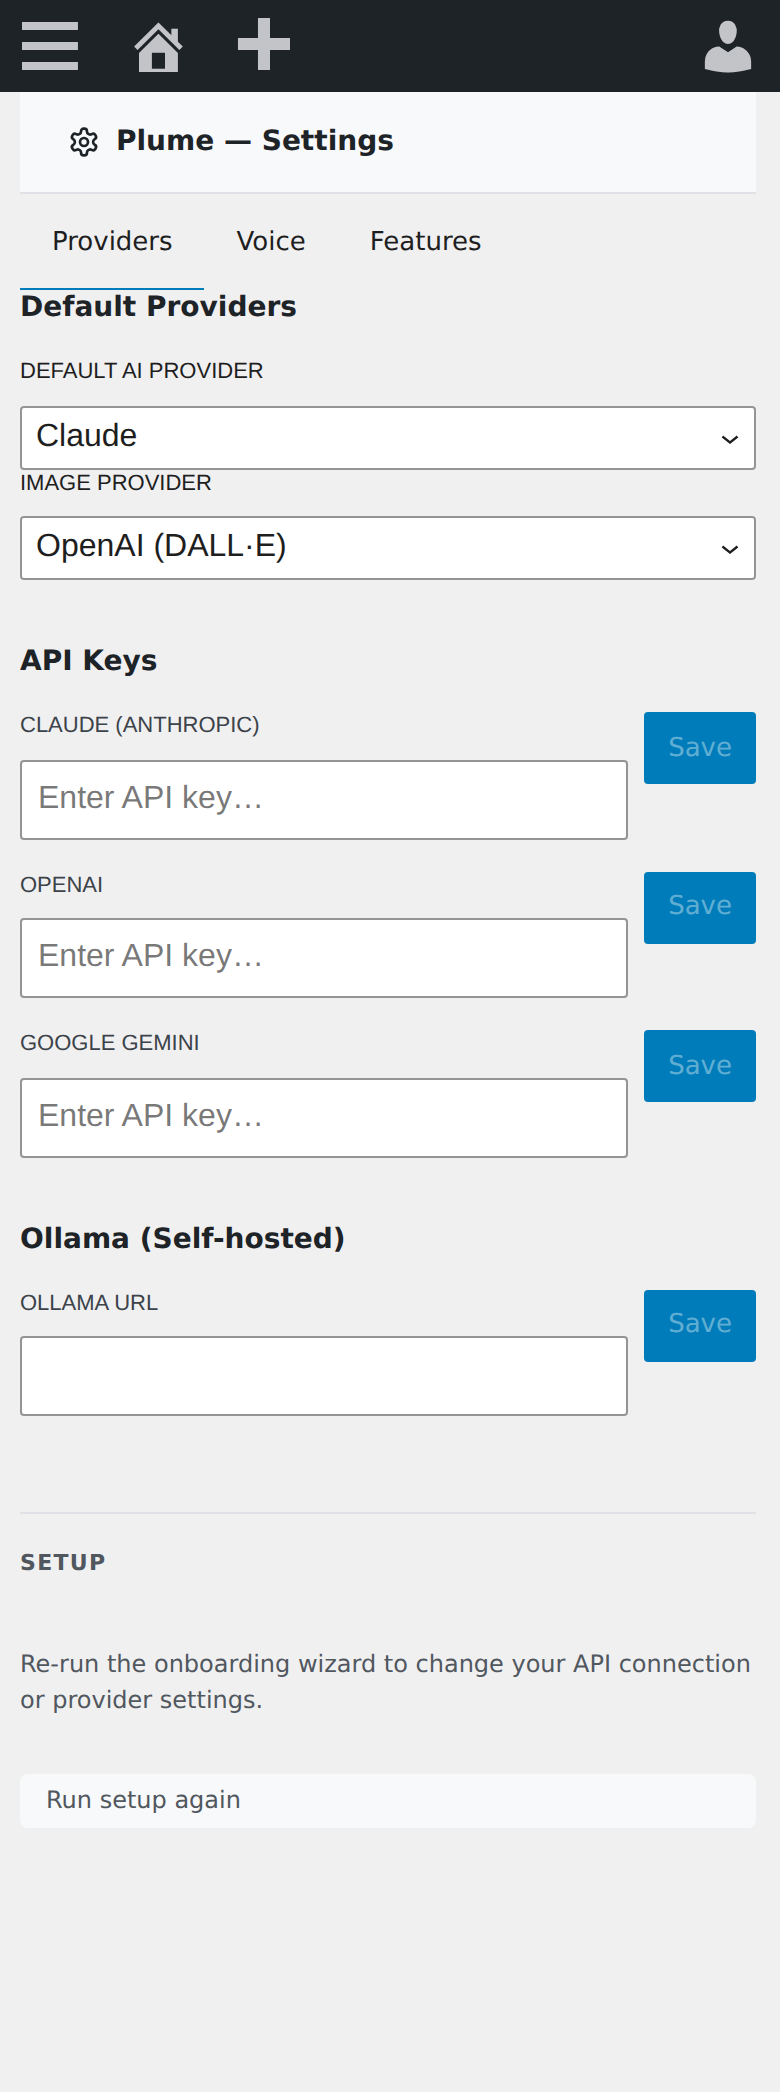 Plume — Settings
Providers Voice Features
Default Providers
DEFAULT AI PROVIDER
Claude
IMAGE PROVIDER
OpenAI (DALL·E)
API Keys
CLAUDE (ANTHROPIC)
Save
Enter API key…
OPENAI
Save
Enter API key…
GOOGLE GEMINI
Save
Enter API key…
Ollama (Self-hosted)
OLLAMA URL
Save
SETUP
Re-run the onboarding wizard to change your API connection
or provider settings.
Run setup again